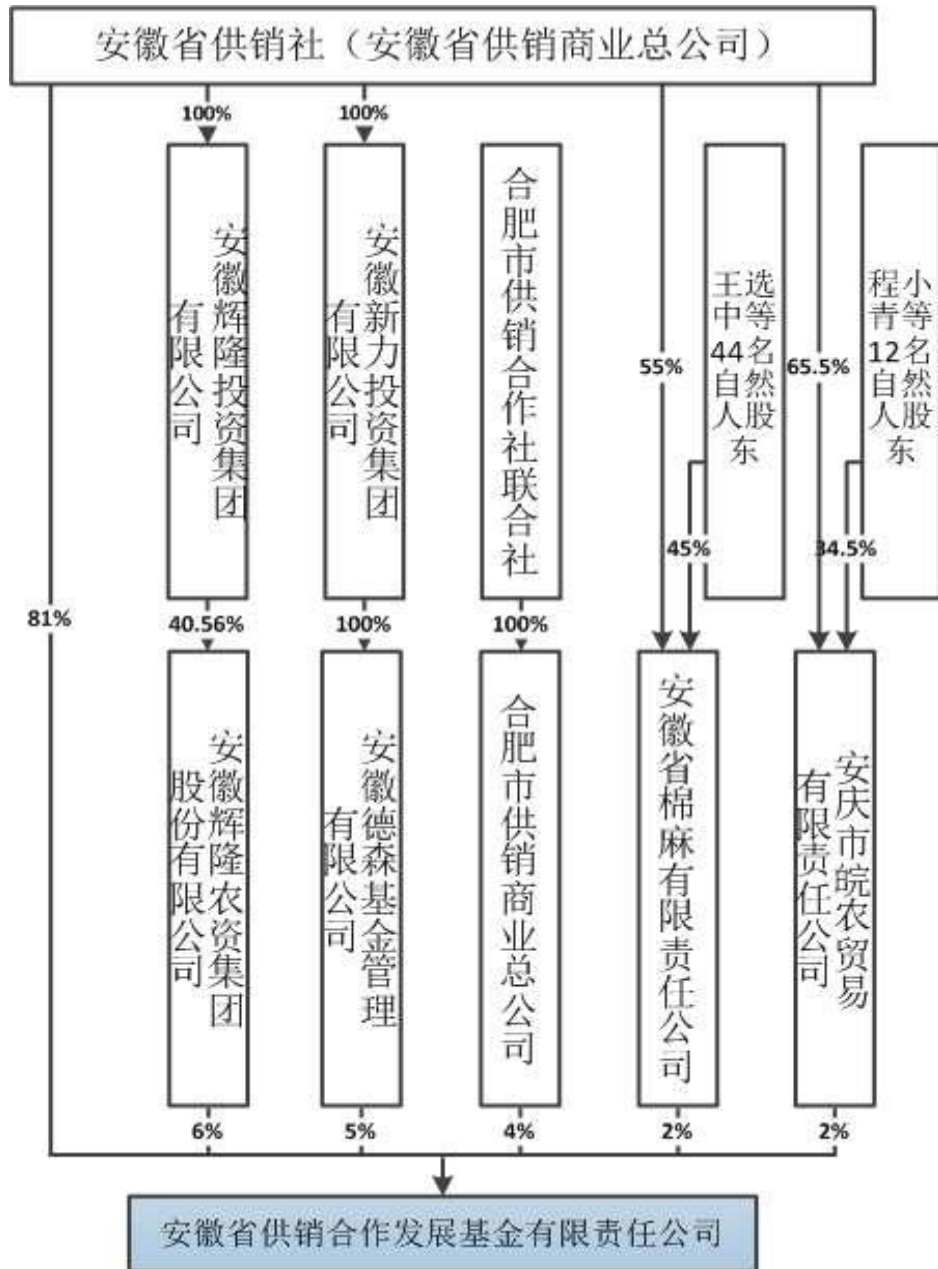 安徽省供销社（安徽省供销商业总公司）
100%
100%
安徽辉隆投资集团
有限公司
安徽新力投资集团
有限公司
合肥市供销合作社联合社
55%
王选
中等
44名
自然
人股
东
65.5%
程小
青等
12名
自然
人股
东
45%
34.5%
81%
40.56%
100%
100%
安徽辉隆农资集团
股份有限公司
安徽德森基金管理
有限公司
合肥市供销商业总公司
安徽省棉麻有限责任公司
安庆市皖农贸易
有限责任公司
6%
5%
4%
2%
2%
安徽省供销合作发展基金有限责任公司